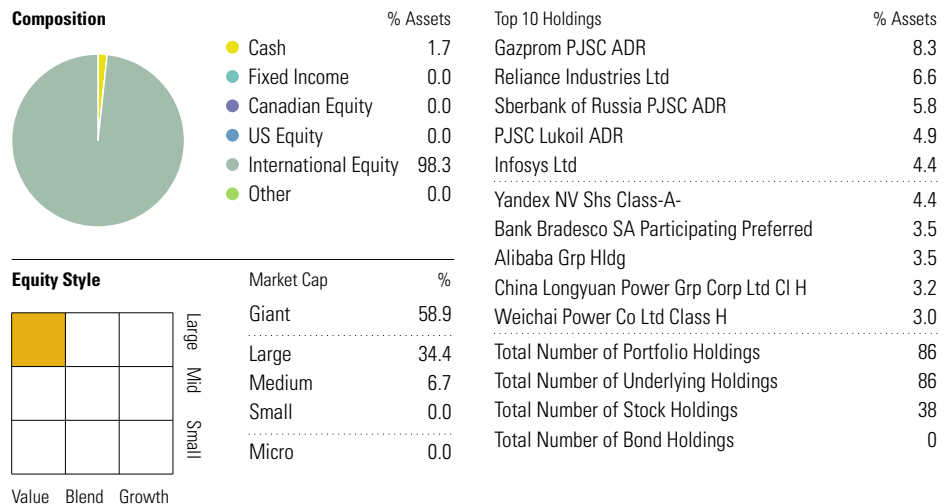 Composition % Assets
Cash 1.7
Fixed Income 0.0
Canadian Equity 0.0
US Equity 0.0
International Equity 98.3
Other 0.0
Equity Style
Large
Mid
Small
Value Blend Growth
Market Cap %
Giant 58.9
Large 34.4
Medium 6.7
Small 0.0
Micro 0.0
Top 10 Holdings % Assets
Gazprom PJSC ADR 8.3
Reliance Industries Ltd 6.6
Sberbank of Russia PJSC ADR 5.8
PJSC Lukoil ADR 4.9
Infosys Ltd 4.4
Yandex NV Shs Class-A- 4.4
Bank Bradesco SA Participating Preferred 3.5
Alibaba Grp Hldg 3.5
China Longyuan Power Grp Corp Ltd Cl H 3.2
Weichai Power Co Ltd Class H 3.0
Total Number of Portfolio Holdings 86
Total Number of Underlying Holdings 86
Total Number of Stock Holdings 38
Total Number of Bond Holdings 0